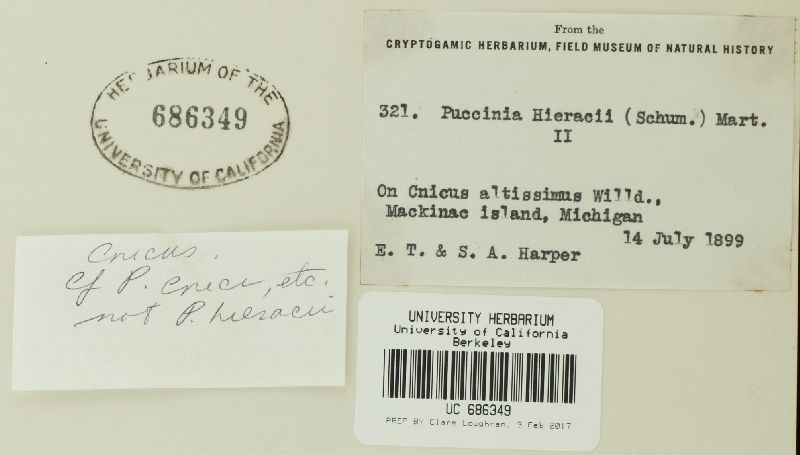 HERBARIUM OF THE
686349
UNIVERSITY OF CALIFORNIA
From the
CRYPTOGAMIC HERBARIUM, FIELD MUSEUM OF NATURAL HISTORY
321. Puccinia Hieracii (Schum.) Mart.
II
On Cnicus altissimus Willd.,
Mackinac island, Michigan
14 July 1899
E. T. & S. A. Harper
Cnicus.
Cf P. cnici, etc.
not P. hieracii
UNIVERSITY HERBARIUM
University of California
Berkeley
UC 686349
PREP BY Clare Loughran, 3 Feb 2017